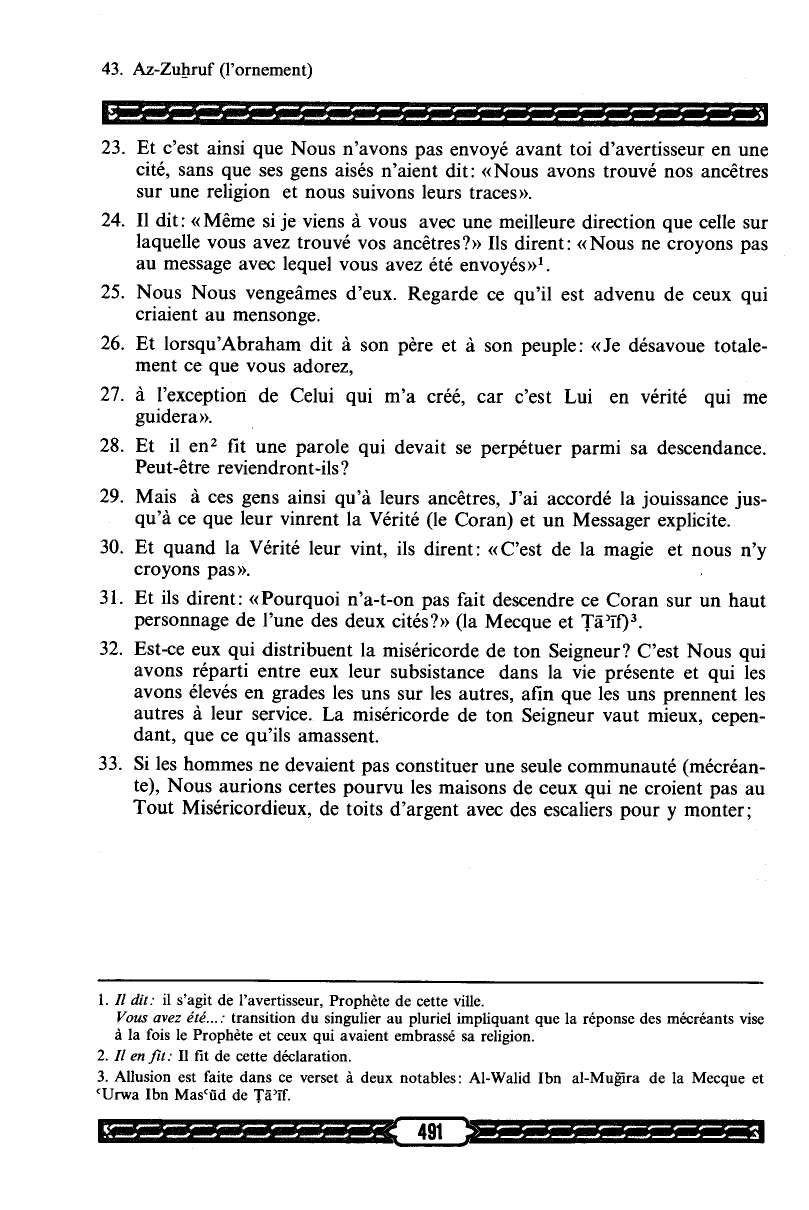 43. Az-Zuẖruf (l'ornement)
23. Et c'est ainsi que Nous n'avons pas envoyé avant toi d'avertisseur en une
cité, sans que ses gens aisés n'aient dit: «Nous avons trouvé nos ancêtres
sur une religion et nous suivons leurs traces».
24. Il dit: «Même si je viens à vous avec une meilleure direction que celle sur
laquelle vous avez trouvé vos ancêtres?» Ils dirent: «Nous ne croyons pas
au message avec lequel vous avez été envoyés»¹.
25. Nous Nous vengeâmes d'eux. Regarde ce qu'il est advenu de ceux qui
criaient au mensonge.
26. Et lorsqu'Abraham dit à son père et à son peuple: «Je désavoue totale-
ment ce que vous adorez,
27. à l'exception de Celui qui m'a créé, car c'est Lui en vérité qui me
guidera».
28. Et il en² fit une parole qui devait se perpétuer parmi sa descendance.
Peut-être reviendront-ils?
29. Mais à ces gens ainsi qu'à leurs ancêtres, J'ai accordé la jouissance jus-
qu'à ce que leur vinrent la Vérité (le Coran) et un Messager explicite.
30. Et quand la Vérité leur vint, ils dirent: «C'est de la magie et nous n'y
croyons pas».
31. Et ils dirent: «Pourquoi n'a-t-on pas fait descendre ce Coran sur un haut
personnage de l'une des deux cités?» (la Mecque et Ṭāʾīf)³.
32. Est-ce eux qui distribuent la miséricorde de ton Seigneur? C'est Nous qui
avons réparti entre eux leur subsistance dans la vie présente et qui les
avons élevés en grades les uns sur les autres, afin que les uns prennent les
autres à leur service. La miséricorde de ton Seigneur vaut mieux, cepen-
dant, que ce qu'ils amassent.
33. Si les hommes ne devaient pas constituer une seule communauté (mécréan-
te), Nous aurions certes pourvu les maisons de ceux qui ne croient pas au
Tout Miséricordieux, de toits d'argent avec des escaliers pour y monter;
1. Il dit: il s'agit de l'avertisseur, Prophète de cette ville.
Vous avez été...: transition du singulier au pluriel impliquant que la réponse des mécréants vise
à la fois le Prophète et ceux qui avaient embrassé sa religion.
2. Il en fit: Il fit de cette déclaration.
3. Allusion est faite dans ce verset à deux notables: Al-Walid Ibn al-Muḡīra de la Mecque et
ʿUrwa Ibn Masʿūd de Ṭāʾīf.
491